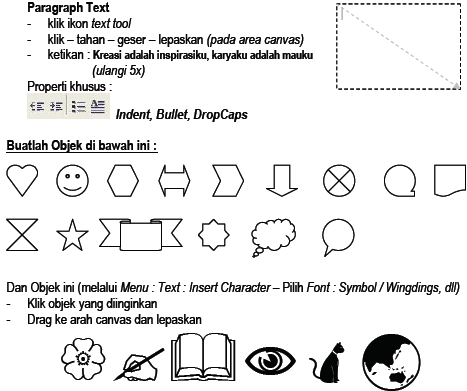 Paragraph Text
- klik ikon text tool
- klik – tahan – geser – lepaskan (pada area canvas)
- ketikan : Kreasi adalah inspirasiku, karyaku adalah mauku
(ulangi 5x)
Properti khusus :
Indent, Bullet, DropCaps
Buatlah Objek di bawah ini :
Dan Objek ini (melalui Menu : Text : Insert Character – Pilih Font : Symbol / Wingdings, dll)
- Klik objek yang diinginkan
- Drag ke arah canvas dan lepaskan